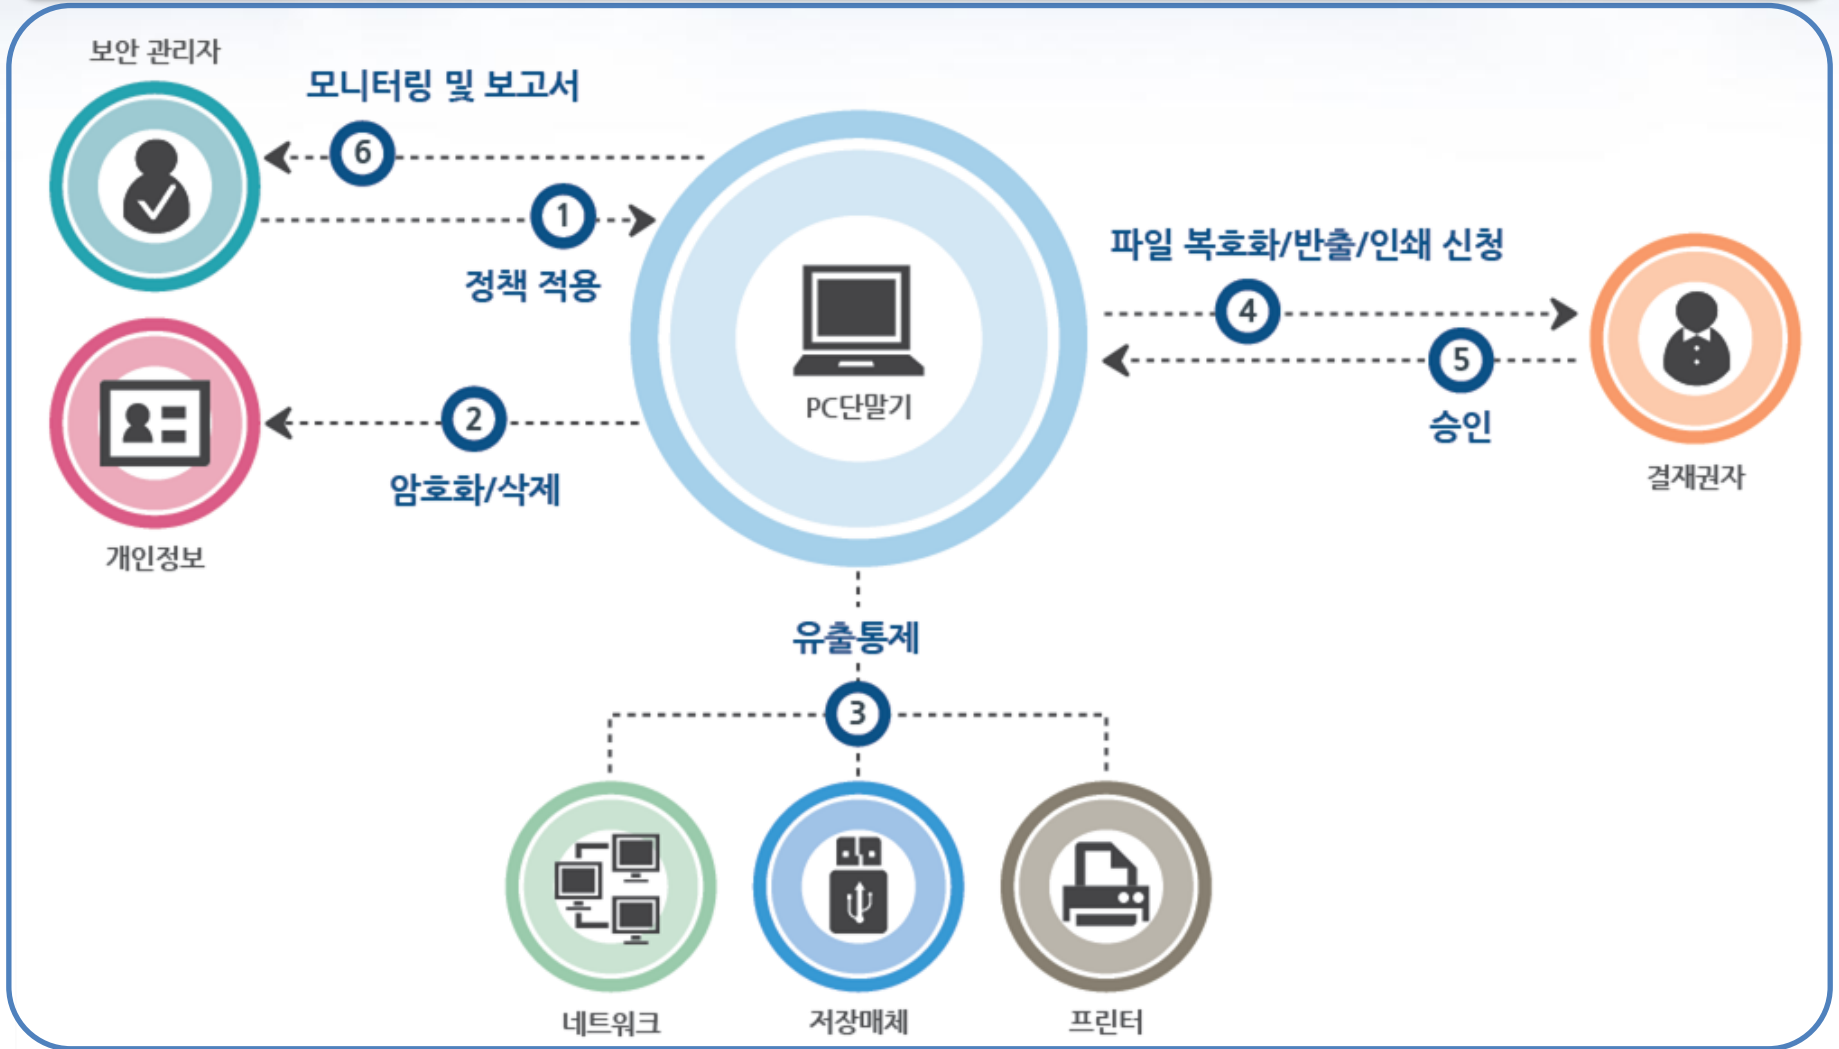 보안 관리자
모니터링 및 보고서
6
1
정책 적용
파일 복호화/반출/인쇄 신청
4
5
승인
결재권자
PC단말기
2
암호화/삭제
개인정보
유출통제
3
네트워크
저장매체
프린터